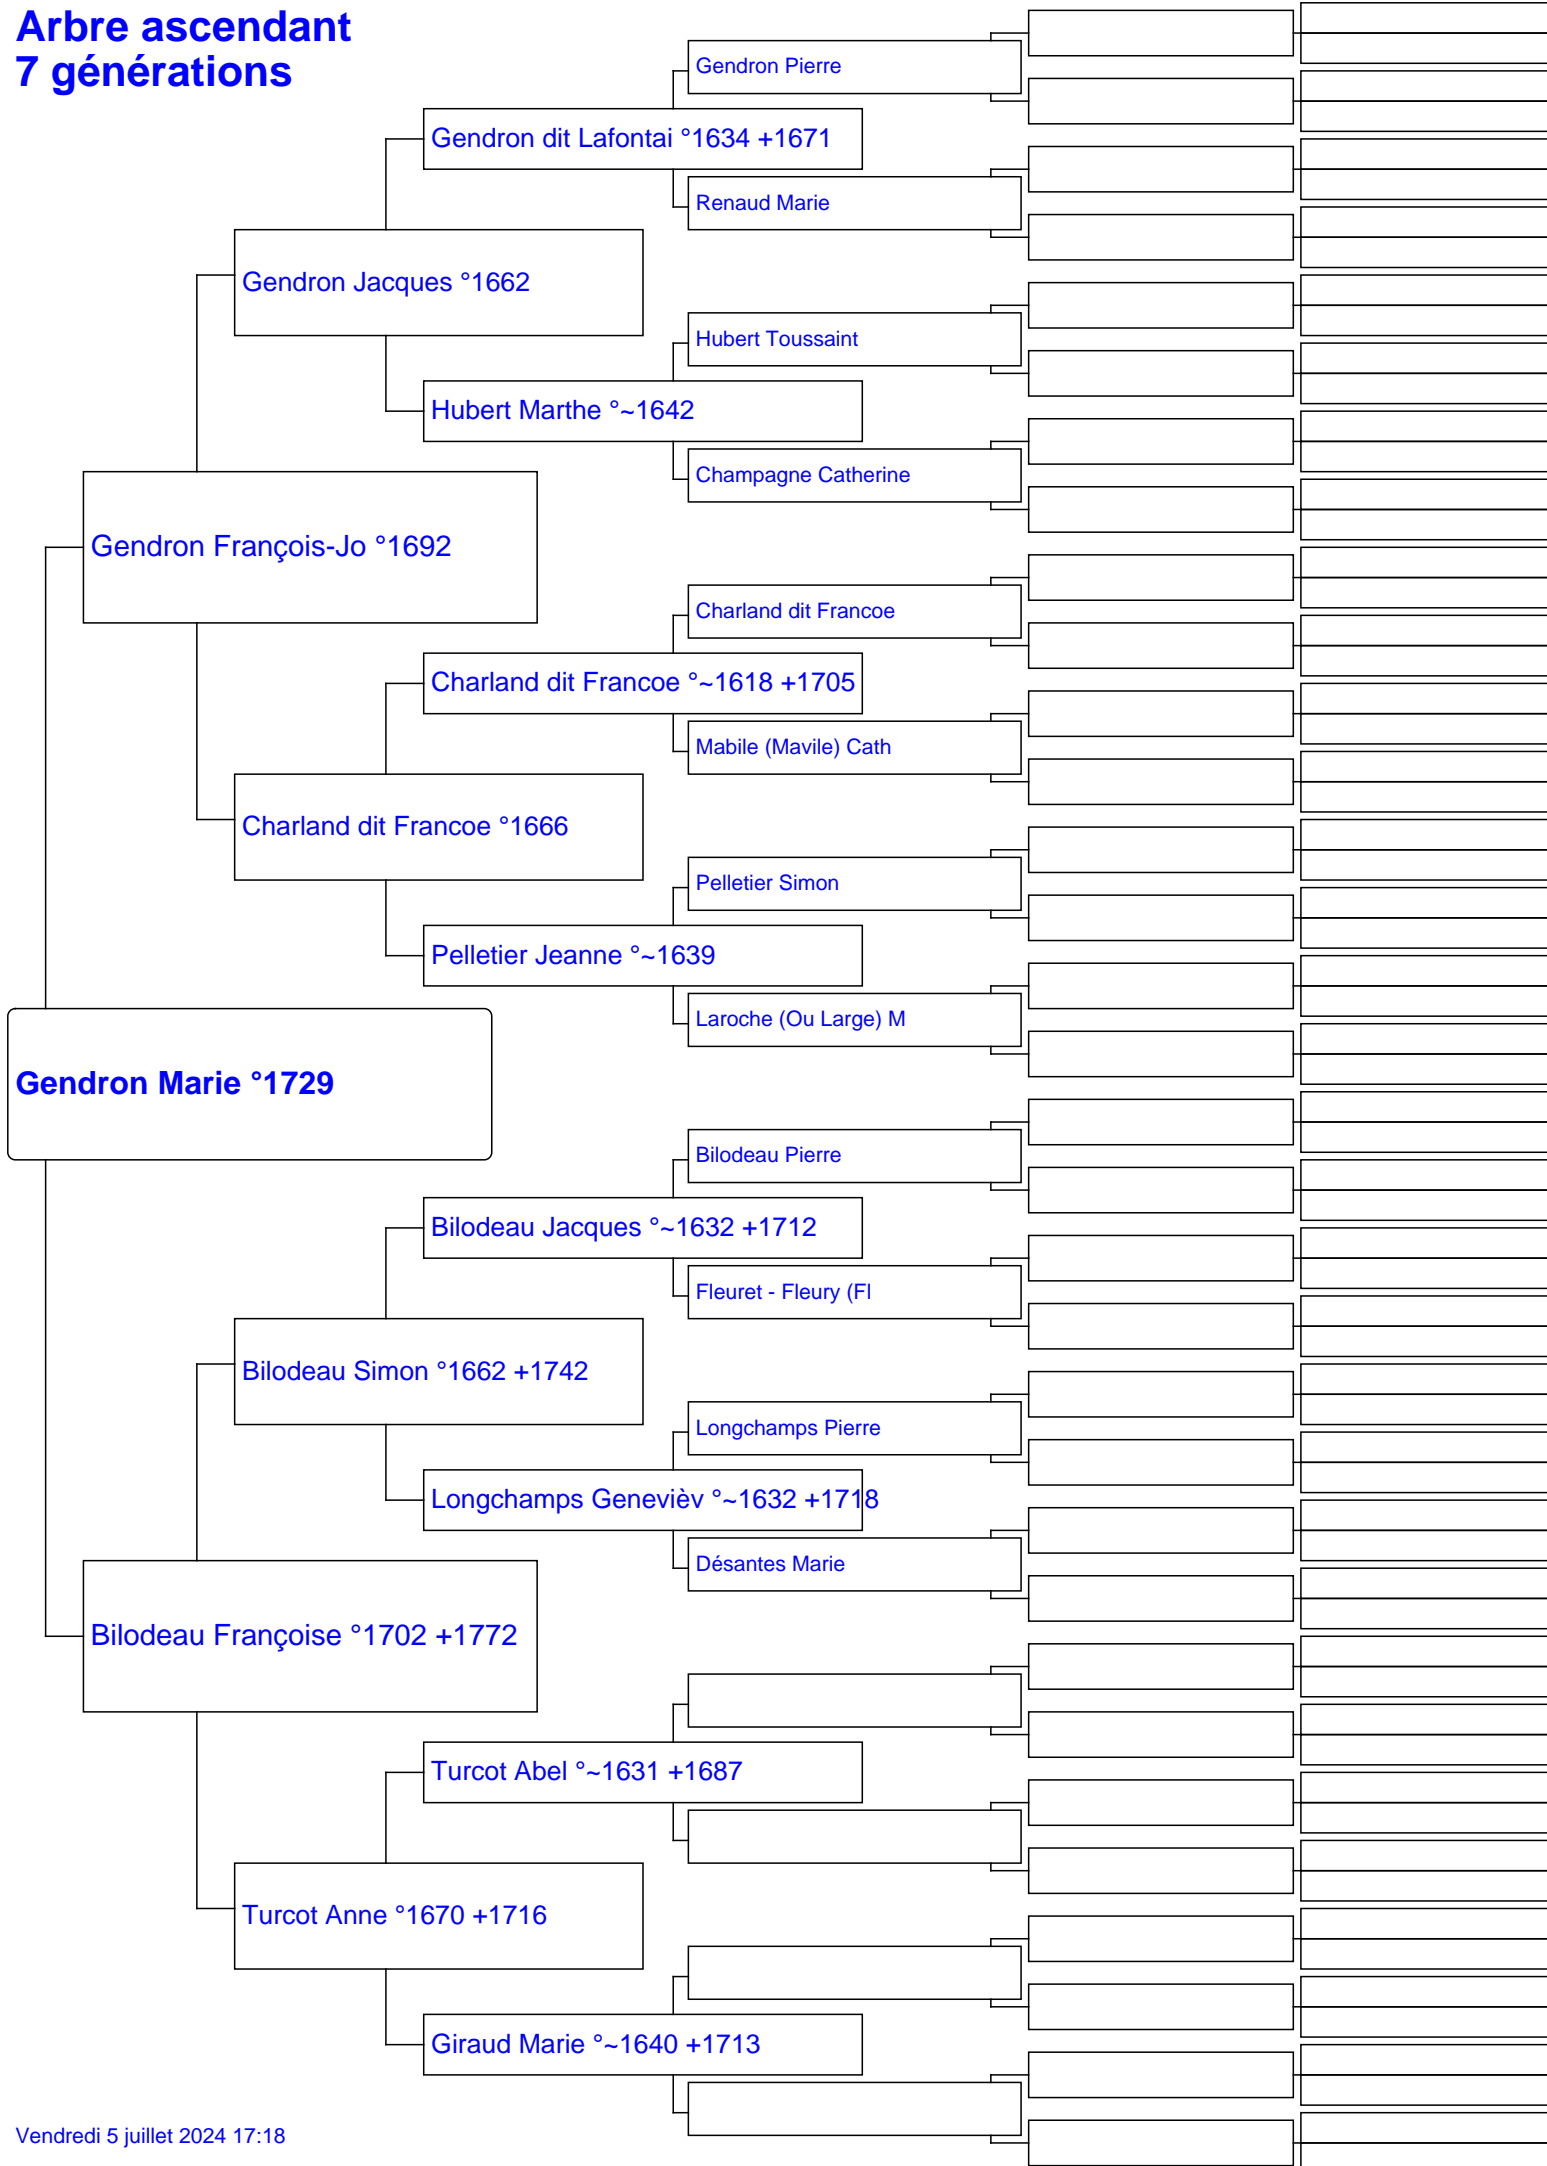 Arbre ascendant
7 générations
Gendron Pierre
Gendron dit Lafontai °1634 +1671
Renaud Marie
Gendron Jacques °1662
Hubert Toussaint
Hubert Marthe °~1642
Champagne Catherine
Gendron François-Jo °1692
Charland dit Francoe
Charland dit Francoe °~1618 +1705
Mabile (Mavile) Cath
Charland dit Francoe °1666
Pelletier Simon
Pelletier Jeanne °~1639
Laroche (Ou Large) M
Gendron Marie °1729
Bilodeau Pierre
Bilodeau Jacques °~1632 +1712
Fleuret - Fleury (Fl
Bilodeau Simon °1662 +1742
Longchamps Pierre
Longchamps Genevièv °~1632 +1718
Désantes Marie
Bilodeau Françoise °1702 +1772
Turcot Abel °~1631 +1687
Turcot Anne °1670 +1716
Giraud Marie °~1640 +1713
Vendredi 5 juillet 2024 17:18